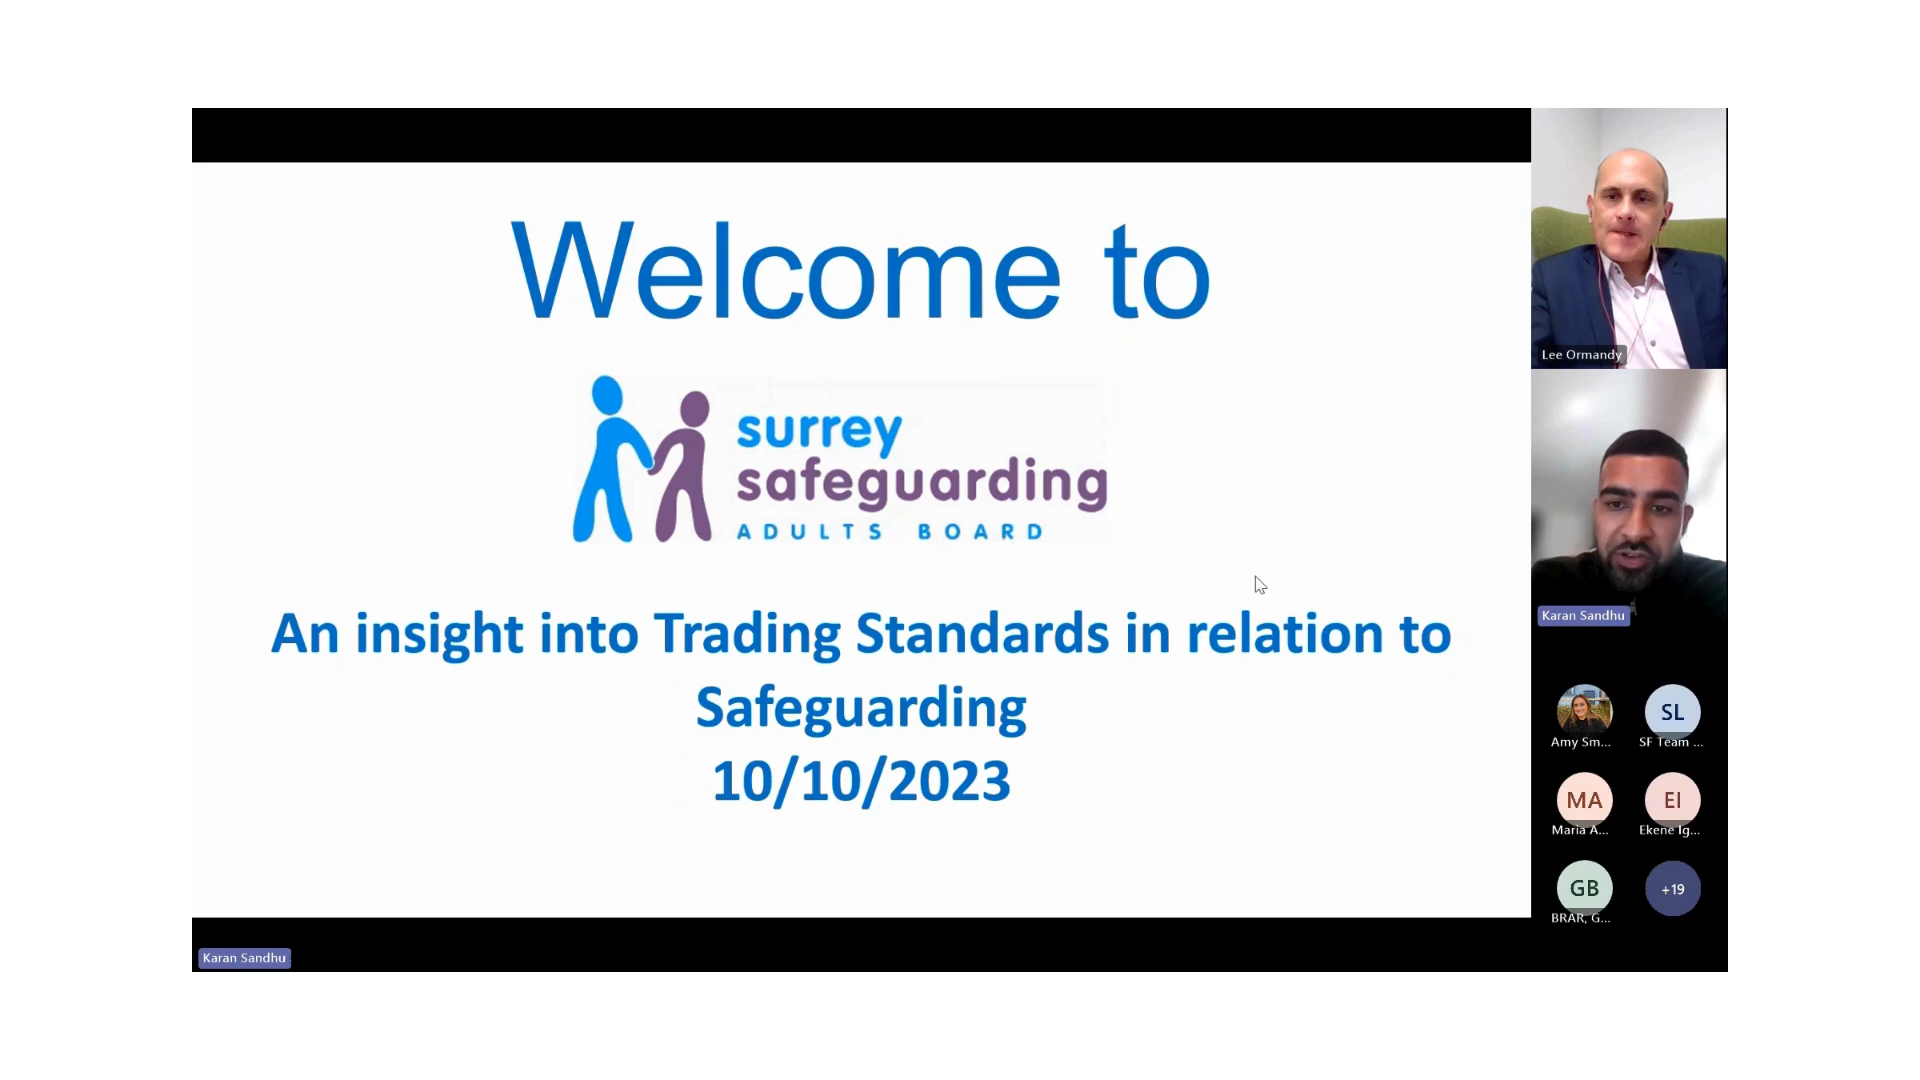 Welcome to
surrey
safeguarding
ADULTS BOARD
An insight into Trading Standards in relation to
Safeguarding
10/10/2023
Karan Sandhu
Lee Ormandy
Karan Sandhu
Amy Sm...
SL
SF Team ...
MA
Maria A...
EI
Ekene Ig...
GB
BRAR, G...
+19